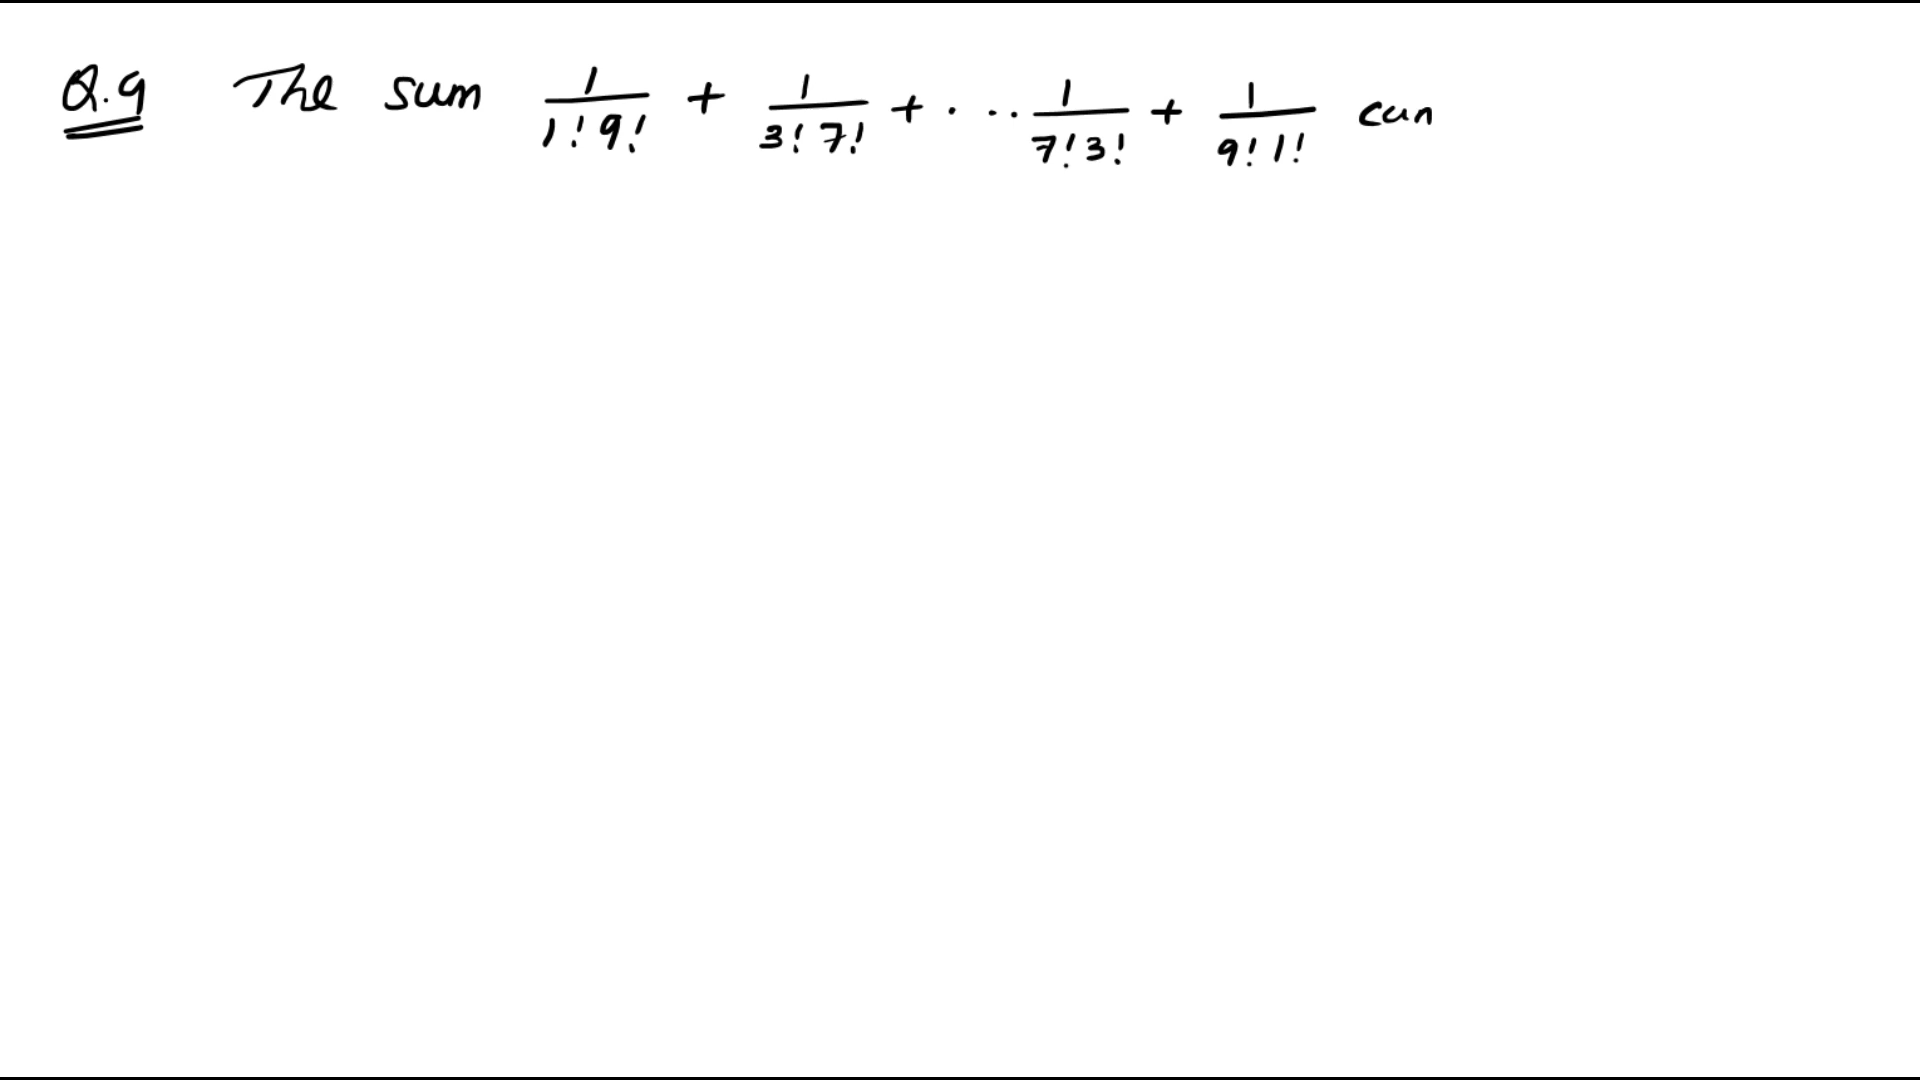 Q.9 The sum 1/(1!9!) + 1/(3!7!) + ... 1/(7!3!) + 1/(9!1!) can